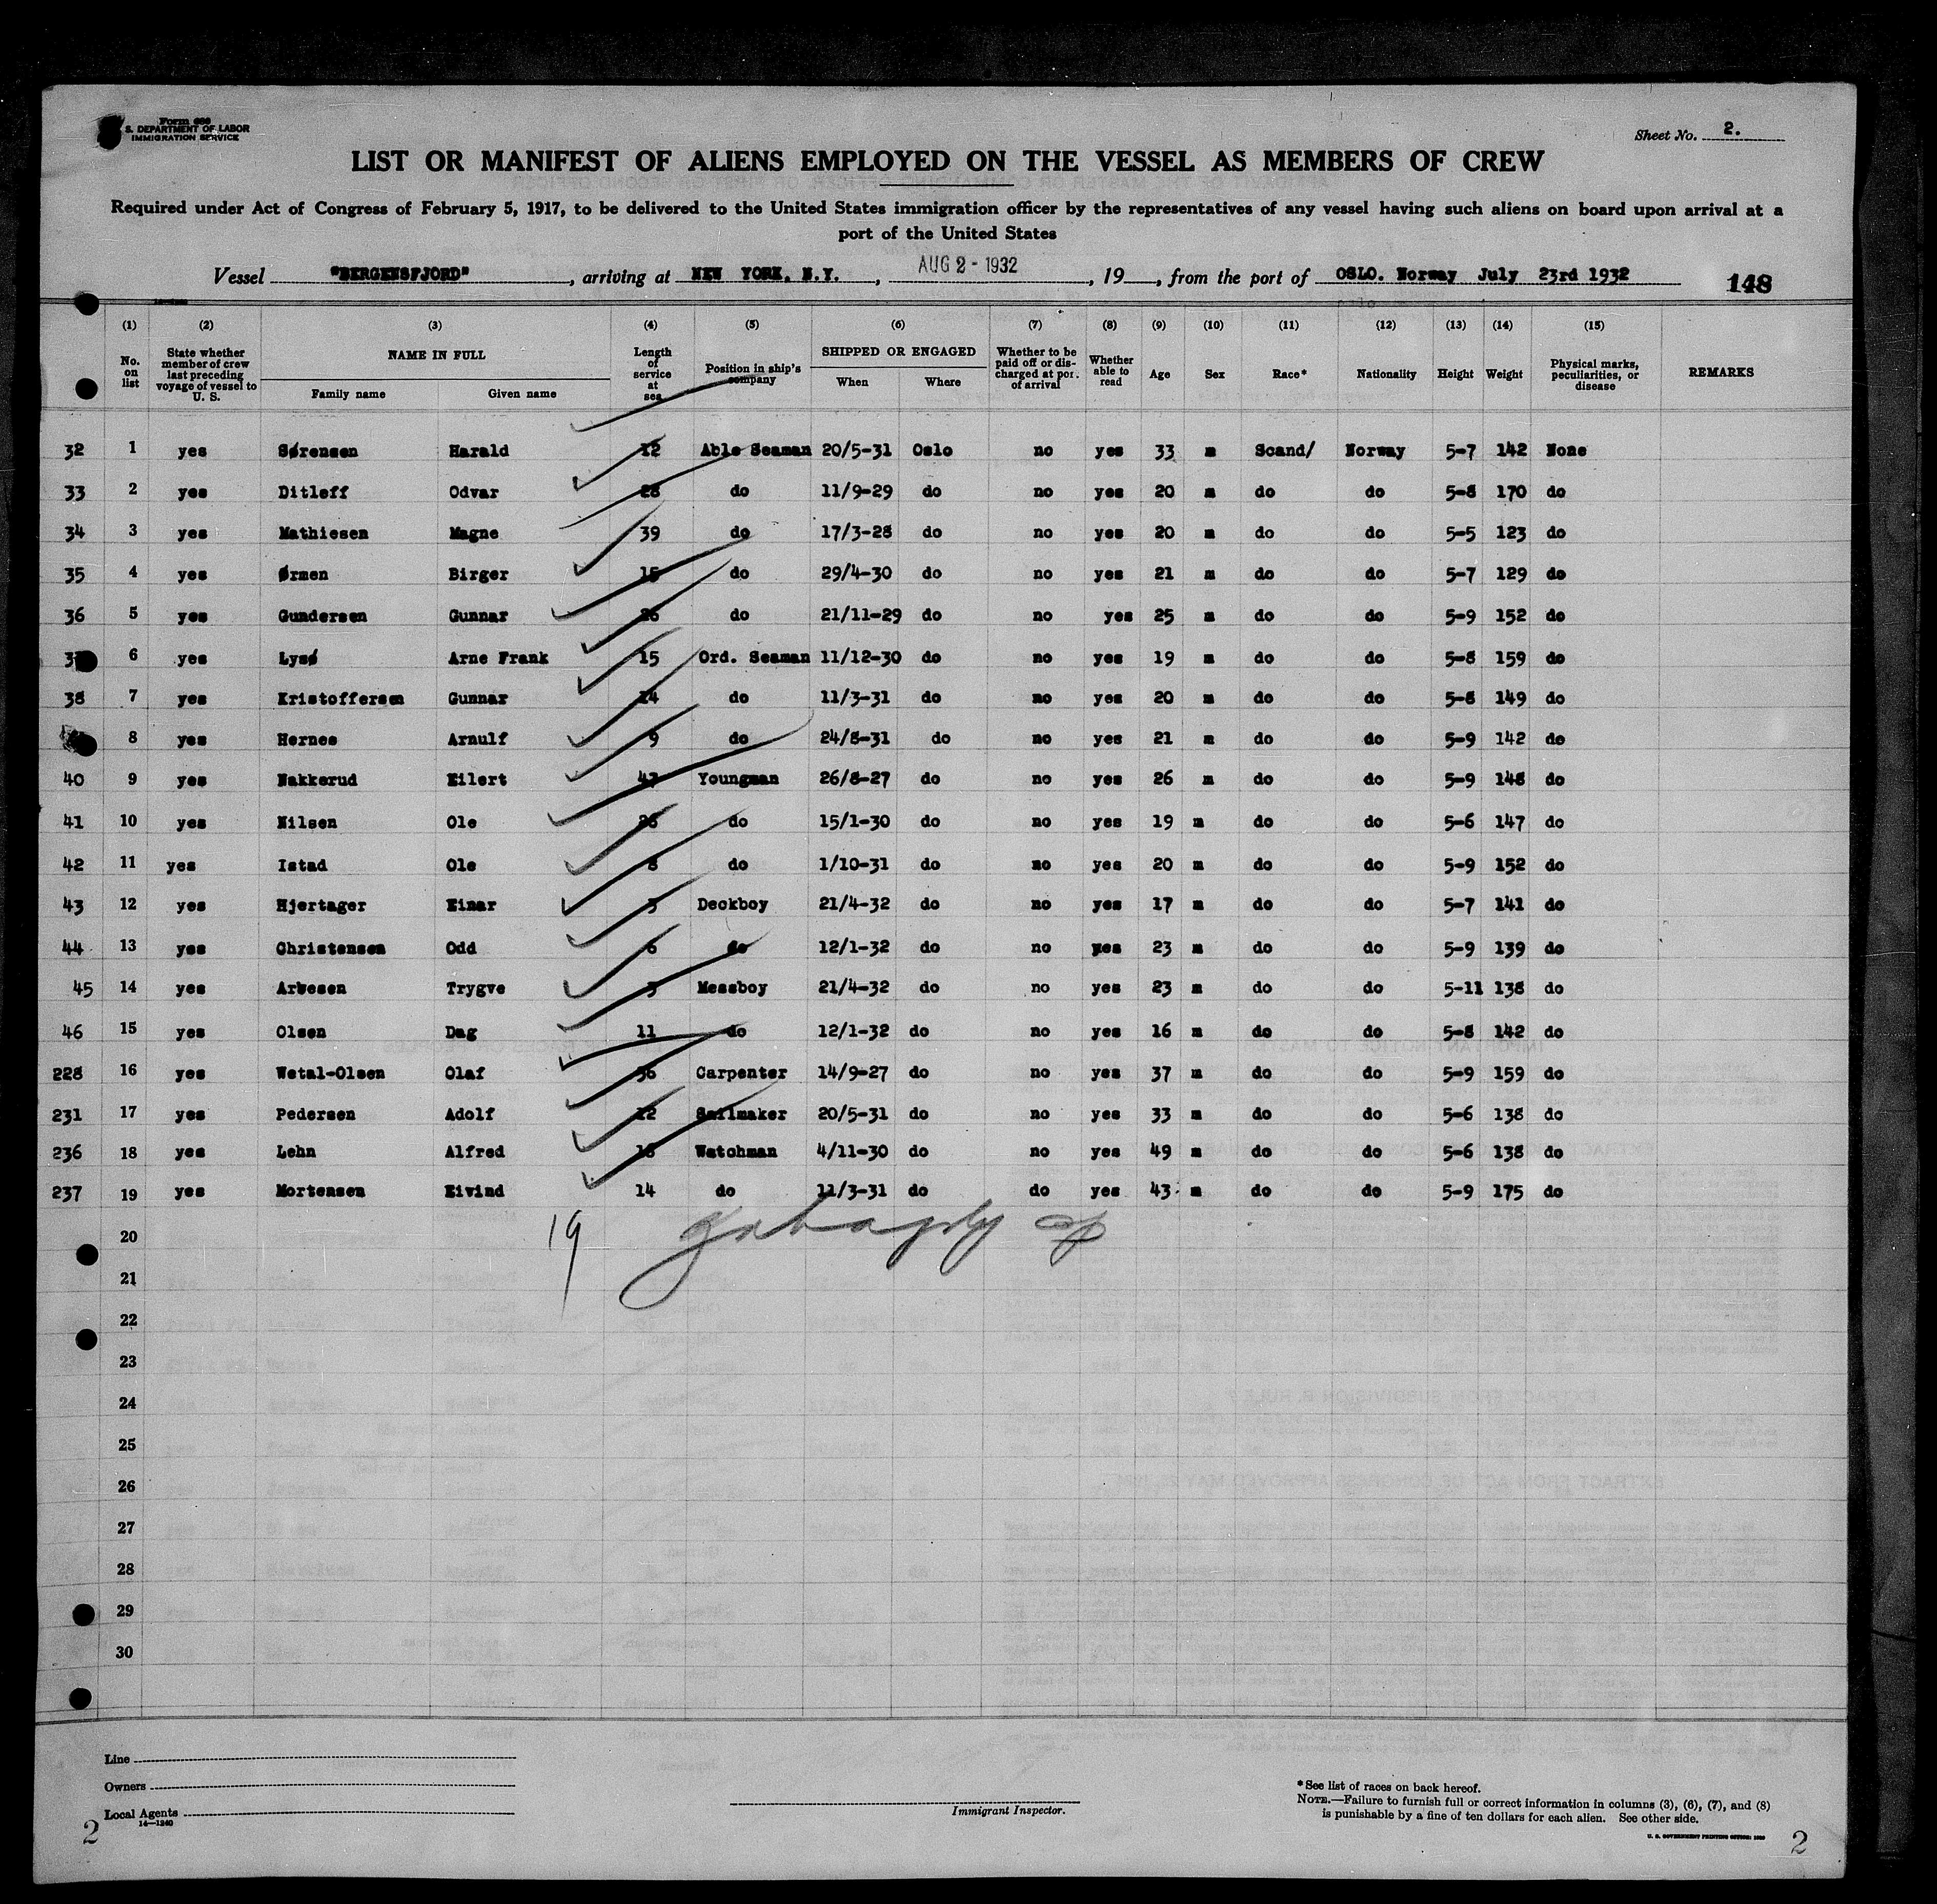 Form 689
S. DEPARTMENT OF LABOR
IMMIGRATION SERVICE
Sheet No. 2.
LIST OR MANIFEST OF ALIENS EMPLOYED ON THE VESSEL AS MEMBERS OF CREW
Required under Act of Congress of February 5, 1917, to be delivered to the United States immigration officer by the representatives of any vessel having such aliens on board upon arrival at a
port of the United States
Vessel "BERGENSFJORD", arriving at NEW YORK, N.Y., AUG 2 - 1932, 19, from the port of OSLO. Norway July 23rd 1932 148
(1) (2) (3) (4) (5) (6) (7) (8) (9) (10) (11) (12) (13) (14) (15)
No. on list State whether member of crew last preceding voyage of vessel to U. S. NAME IN FULL Family name Given name Length of service at sea Position in ship's company SHIPPED OR ENGAGED When Where Whether to be paid off or discharged at port of arrival Whether able to read Age Sex Race* Nationality Height Weight Physical marks, peculiarities, or disease REMARKS
32 1 yes Sørensen Harald 12 Able Seaman 20/5-31 Oslo no yes 33 m Scand/ Norway 5-7 142 None
33 2 yes Ditleff Odvar 28 do 11/9-29 do no yes 20 m do do 5-8 170 do
34 3 yes Mathiesen Magne 39 do 17/3-28 do no yes 20 m do do 5-5 123 do
35 4 yes Ørmen Birger 15 do 29/4-30 do no yes 21 m do do 5-7 129 do
36 5 yes Gundersen Gunnar 26 do 21/11-29 do no yes 25 m do do 5-9 152 do
6 yes Lysø Arne Frank 15 Ord. Seaman 11/12-30 do no yes 19 m do do 5-8 159 do
38 7 yes Kristoffersen Gunnar 14 do 11/3-31 do no yes 20 m do do 5-8 149 do
8 yes Hernes Arnulf 9 do 24/8-31 do no yes 21 m do do 5-9 142 do
40 9 yes Nakkerud Eilert 47 Youngman 26/8-27 do no yes 26 m do do 5-9 148 do
41 10 yes Nilsen Ole 26 do 15/1-30 do no yes 19 m do do 5-6 147 do
42 11 yes Istad Ole 8 do 1/10-31 do no yes 20 m do do 5-9 152 do
43 12 yes Hjertager Einar 3 Deckboy 21/4-32 do no yes 17 m do do 5-7 141 do
44 13 yes Christensen Odd 6 do 12/1-32 do no yes 23 m do do 5-9 139 do
45 14 yes Arvesen Trygve 3 Messboy 21/4-32 do no yes 23 m do do 5-11 138 do
46 15 yes Olsen Dag 11 do 12/1-32 do no yes 16 m do do 5-8 142 do
228 16 yes Wetal-Olsen Olaf 36 Carpenter 14/9-27 do no yes 37 m do do 5-9 159 do
231 17 yes Pedersen Adolf 12 Sailmaker 20/5-31 do no yes 33 m do do 5-6 138 do
236 18 yes Lehn Alfred 18 Watchman 4/11-30 do no yes 49 m do do 5-6 138 do
237 19 yes Mortensen Eivind 14 do 11/3-31 do do yes 43 m do do 5-9 175 do
20 19
21
22
23
24
25
26
27
28
29
30
Line
Owners
Local Agents
14-1240
Immigrant Inspector.
*See list of races on back hereof.
NOTE.—Failure to furnish full or correct information in columns (3), (6), (7), and (8)
is punishable by a fine of ten dollars for each alien. See other side.
U. S. GOVERNMENT PRINTING OFFICE: 1930
2 2